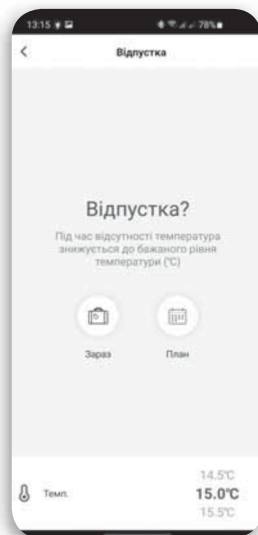 13:15 78%
Відпустка
Відпустка?
Під час відсутності температура
знижується до бажаного рівня
температури (°C)
Зараз План
14.5°C
Темп. 15.0°C
15.5°C